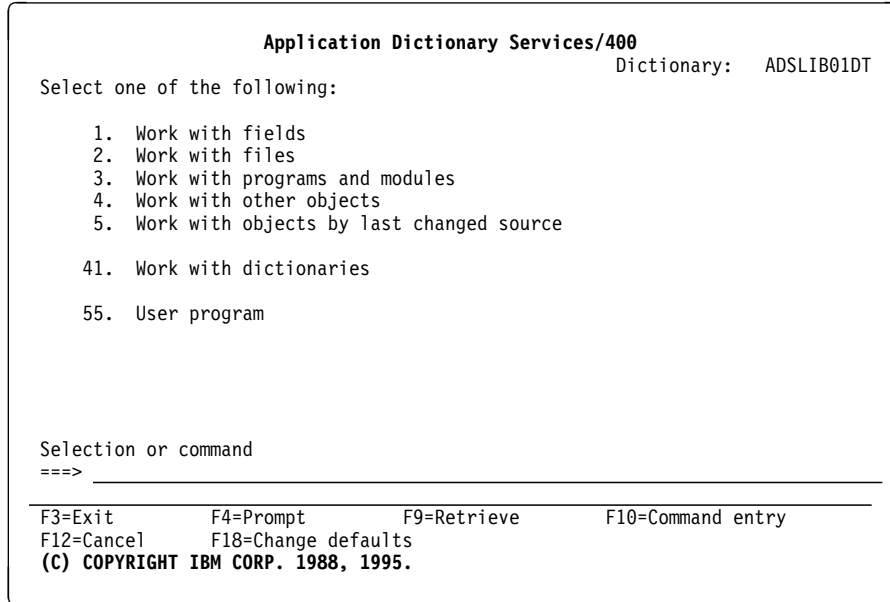 Application Dictionary Services/400
Dictionary: ADSLIB01DT
Select one of the following:
1. Work with fields
2. Work with files
3. Work with programs and modules
4. Work with other objects
5. Work with objects by last changed source
41. Work with dictionaries
55. User program
Selection or command
===>
F3=Exit F4=Prompt F9=Retrieve F10=Command entry
F12=Cancel F18=Change defaults
(C) COPYRIGHT IBM CORP. 1988, 1995.